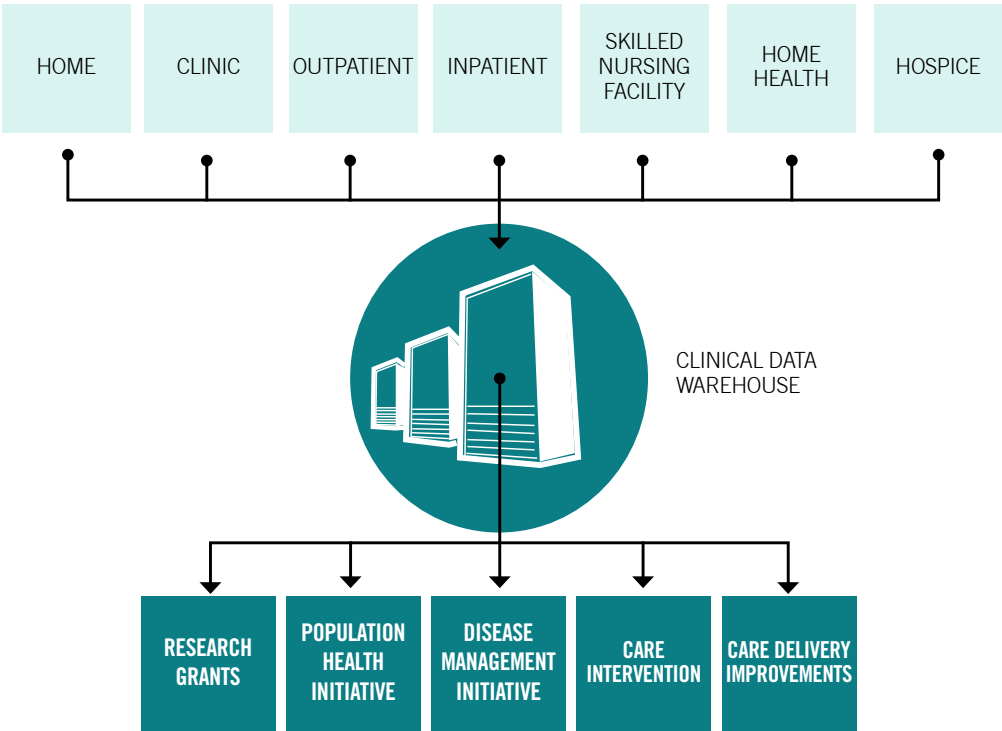 HOME
CLINIC
OUTPATIENT
INPATIENT
SKILLED
NURSING
FACILITY
HOME
HEALTH
HOSPICE
CLINICAL DATA
WAREHOUSE
RESEARCH
GRANTS
POPULATION
HEALTH
INITIATIVE
DISEASE
MANAGEMENT
INITIATIVE
CARE
INTERVENTION
CARE DELIVERY
IMPROVEMENTS